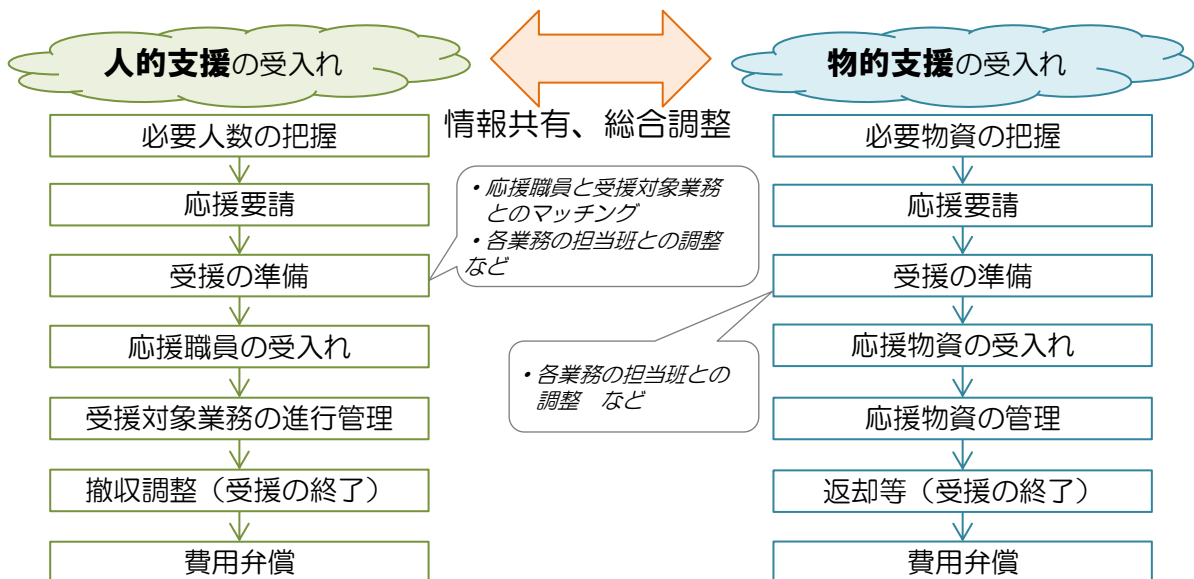 人的支援の受入れ
必要人数の把握
応援要請
受援の準備
応援職員の受入れ
受援対象業務の進行管理
撤収調整（受援の終了）
費用弁償
情報共有、総合調整
・応援職員と受援対象業務
とのマッチング
・各業務の担当班との調整
など
・各業務の担当班との
調整　など
物的支援の受入れ
必要物資の把握
応援要請
受援の準備
応援物資の受入れ
応援物資の管理
返却等（受援の終了）
費用弁償